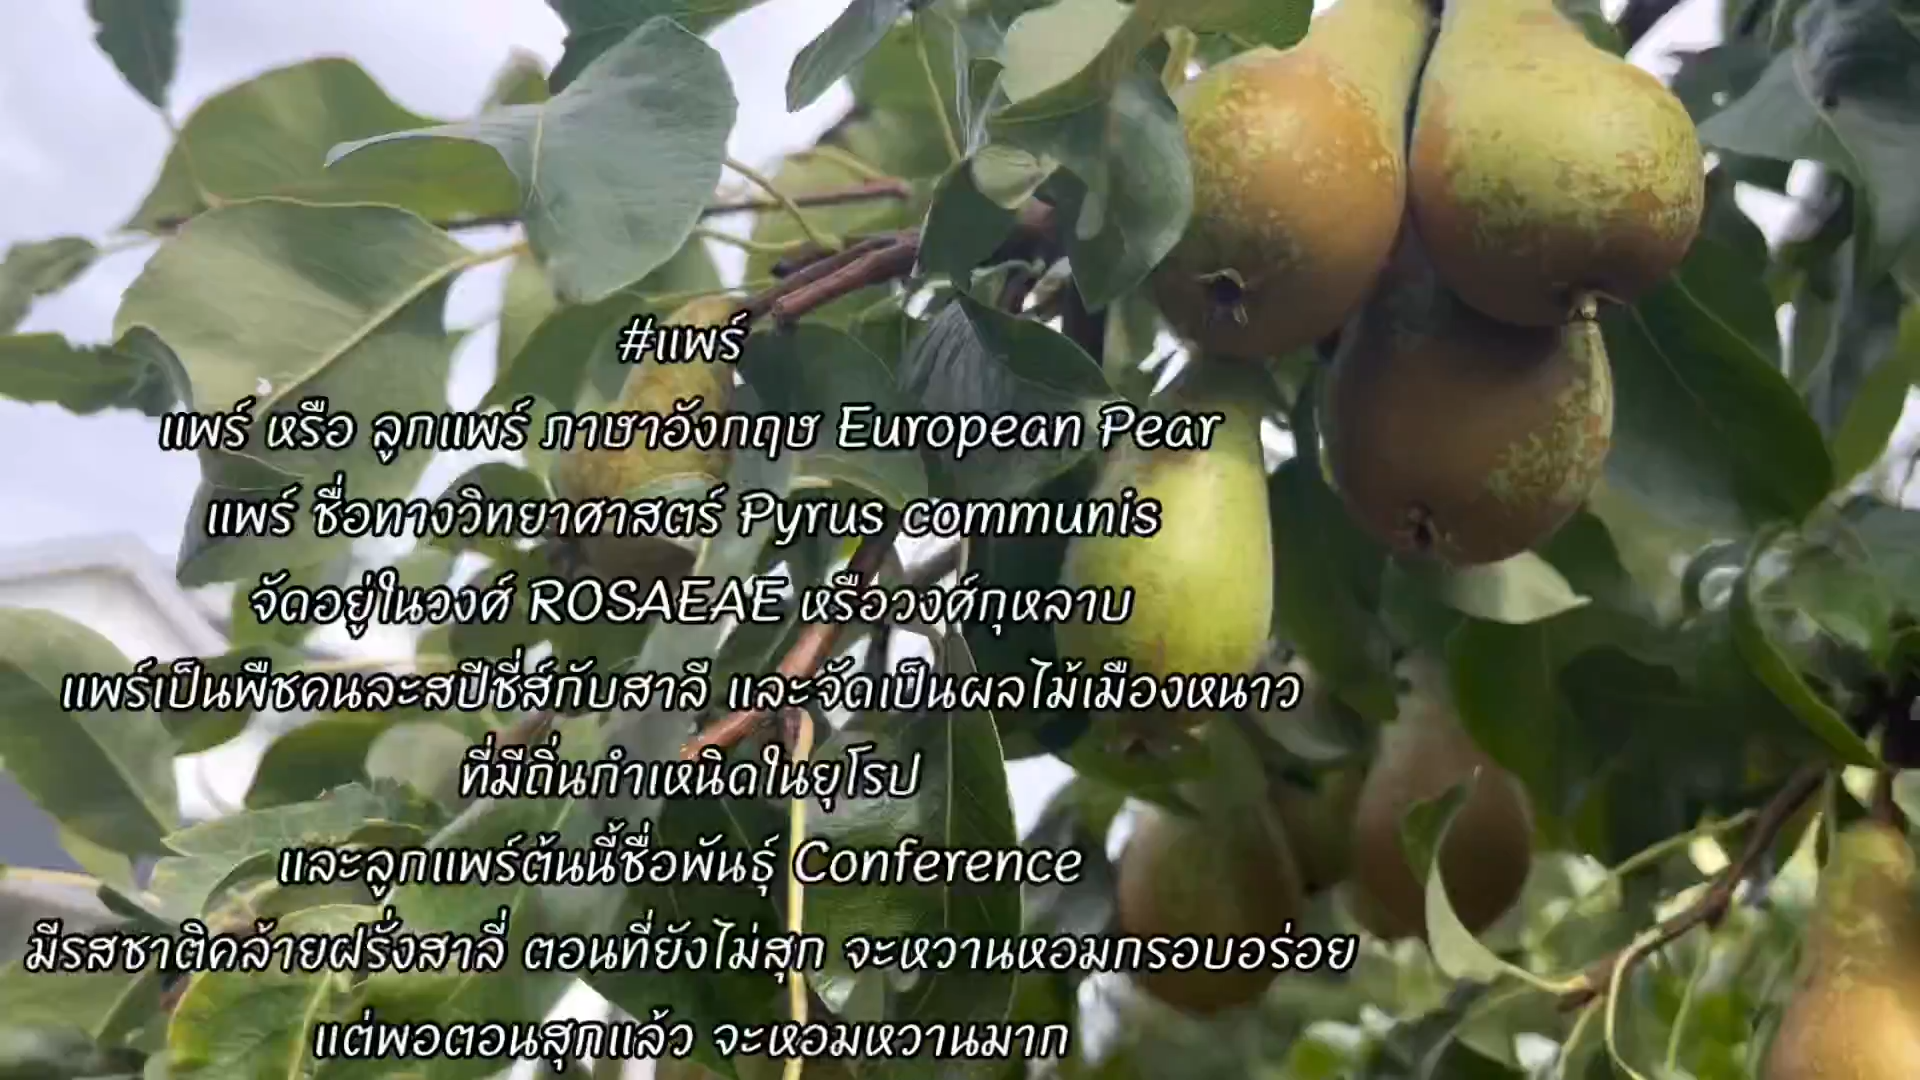 #แพร์
แพร์ หรือ ลูกแพร์ ภาษาอังกฤษ European Pear
แพร์ ชื่อทางวิทยาศาสตร์ Pyrus communis
จัดอยู่ในวงศ์ ROSAEAE หรือวงศ์กุหลาบ
แพร์เป็นพืชคนละสปีชี่ส์กับสาลี และจัดเป็นผลไม้เมืองหนาว
ที่มีถิ่นกำเหนิดในยุโรป
และลูกแพร์ต้นนี้ชื่อพันธุ์ Conference
มีรสชาติคล้ายฝรั่งสาลี่ ตอนที่ยังไม่สุก จะหวานหอมกรอบอร่อย
แต่พอตอนสุกแล้ว จะหอมหวานมาก